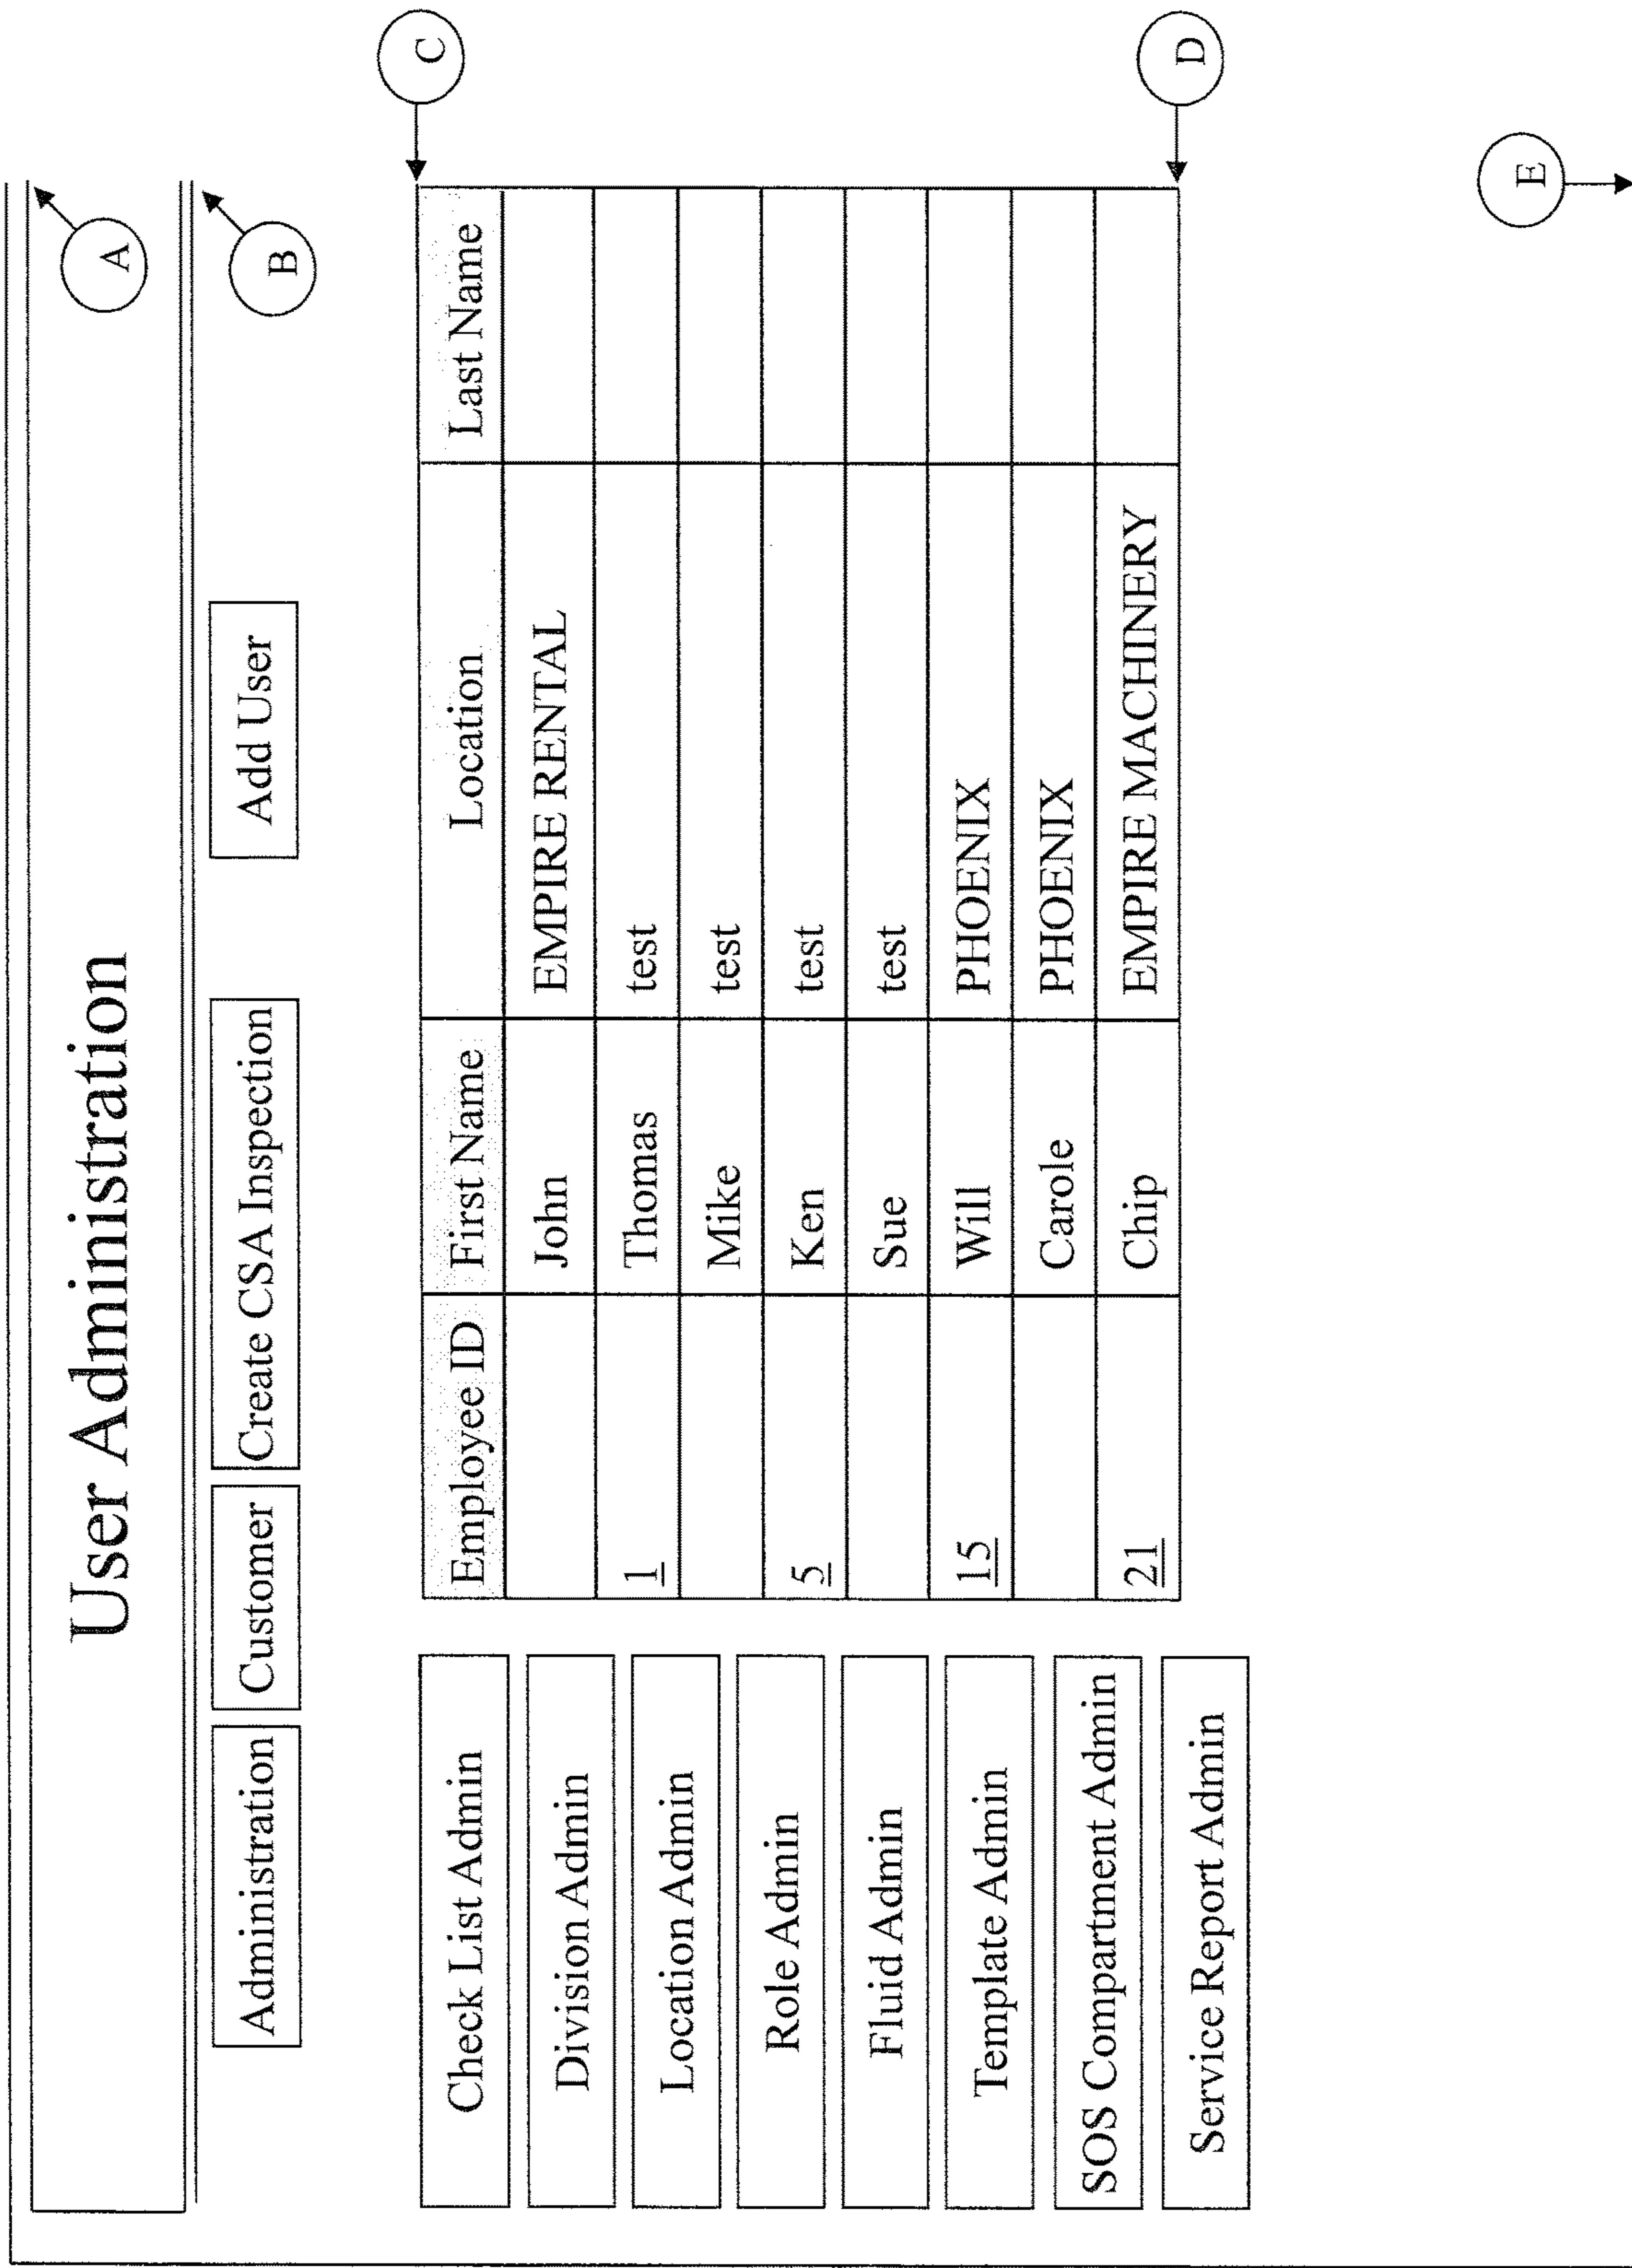 User Administration
A
B
Administration Customer Create CSA Inspection Add User
C
Check List Admin
Division Admin
Location Admin
Role Admin
Fluid Admin
Template Admin
SOS Compartment Admin
Service Report Admin
Employee ID First Name Location Last Name
John EMPIRE RENTAL
1 Thomas test
Mike test
5 Ken test
Sue test
15 Will PHOENIX
Carole PHOENIX
21 Chip EMPIRE MACHINERY
D
E